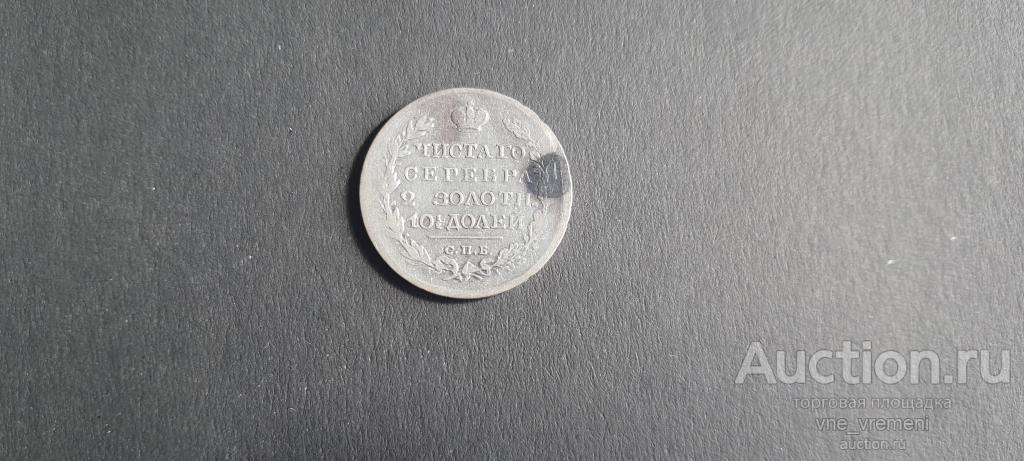 ЧИСТАГО
СЕРЕБРА
2 ЗОЛОТН
10½ ДОЛЕЙ
С.П.Б.
Auction.ru
торговая площадка
vne_vremeni
auction.ru